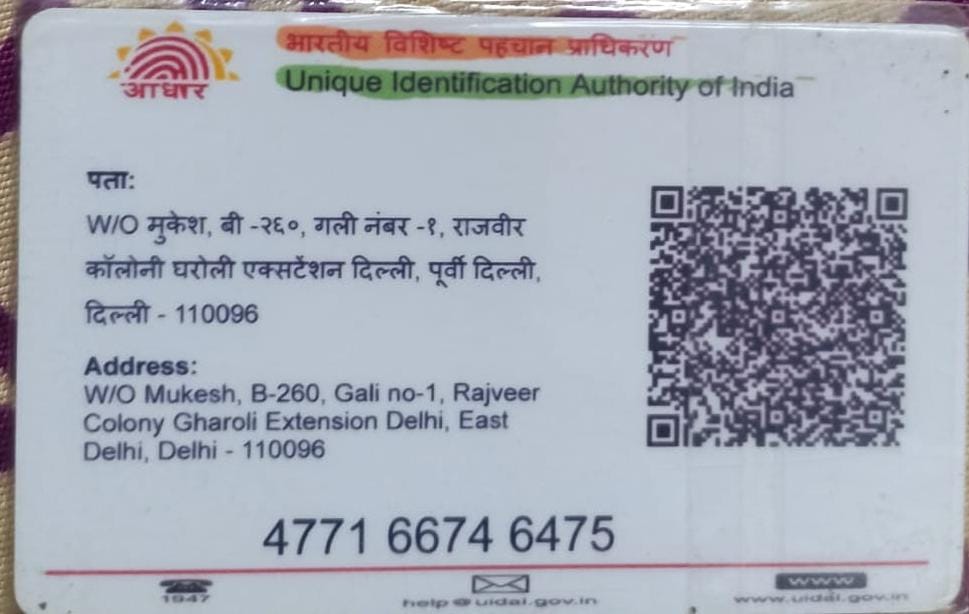 भारतीय विशिष्ट पहचान प्राधिकरण
Unique Identification Authority of India
आधार
पता:
W/O मुकेश, बी -२६०, गली नंबर -१, राजवीर
कॉलोनी घरोली एक्सटेंशन दिल्ली, पूर्वी दिल्ली,
दिल्ली - 110096
Address:
W/O Mukesh, B-260, Gali no-1, Rajveer
Colony Gharoli Extension Delhi, East
Delhi, Delhi - 110096
4771 6674 6475
1947
help@uidai.gov.in
www
www.uidai.gov.in